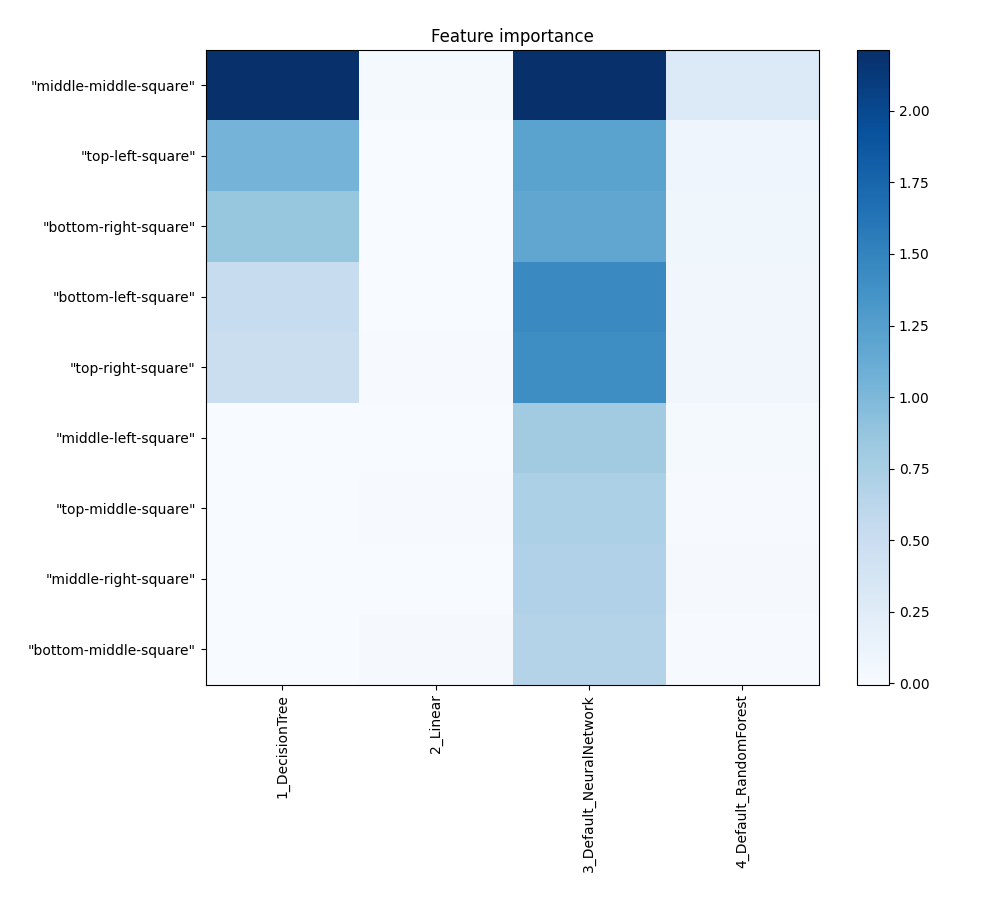 Feature importance
"middle-middle-square"
"top-left-square"
"bottom-right-square"
"bottom-left-square"
"top-right-square"
"middle-left-square"
"top-middle-square"
"middle-right-square"
"bottom-middle-square"
1_DecisionTree
2_Linear
3_Default_NeuralNetwork
4_Default_RandomForest
2.00
1.75
1.50
1.25
1.00
0.75
0.50
0.25
0.00